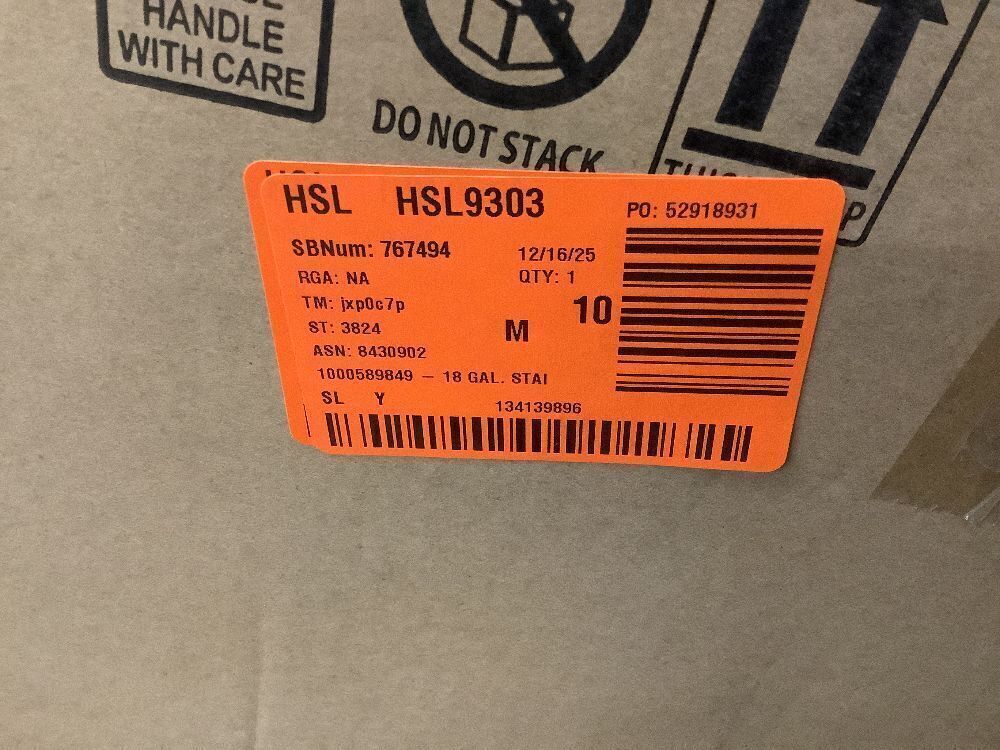 HANDLE
WITH CARE
DO NOT STACK
HSL HSL9303
PO: 52918931
SBNum: 767494 12/16/25
RGA: NA QTY: 1
TM: jxp0c7p
10
ST: 3824 M
ASN: 8430902
1000589849 – 18 GAL. STAI
SL Y 134139896